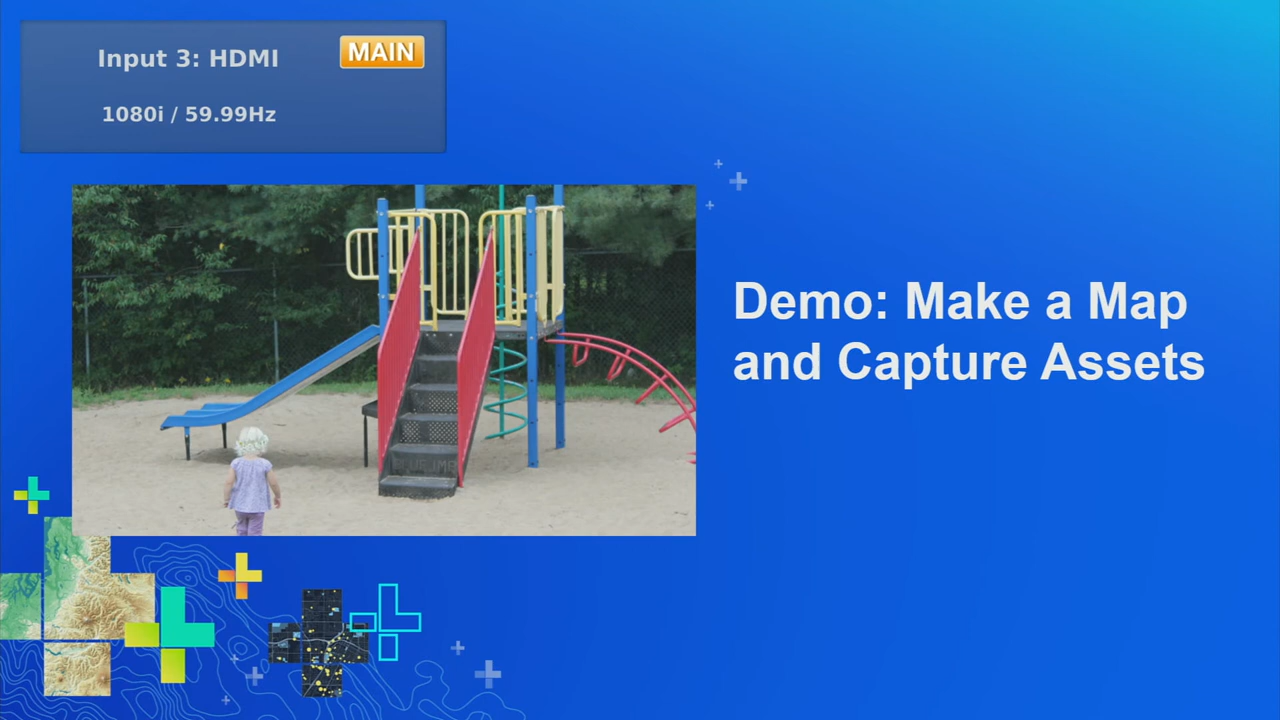 Input 3: HDMI
MAIN
1080i / 59.99Hz
Demo: Make a Map
and Capture Assets